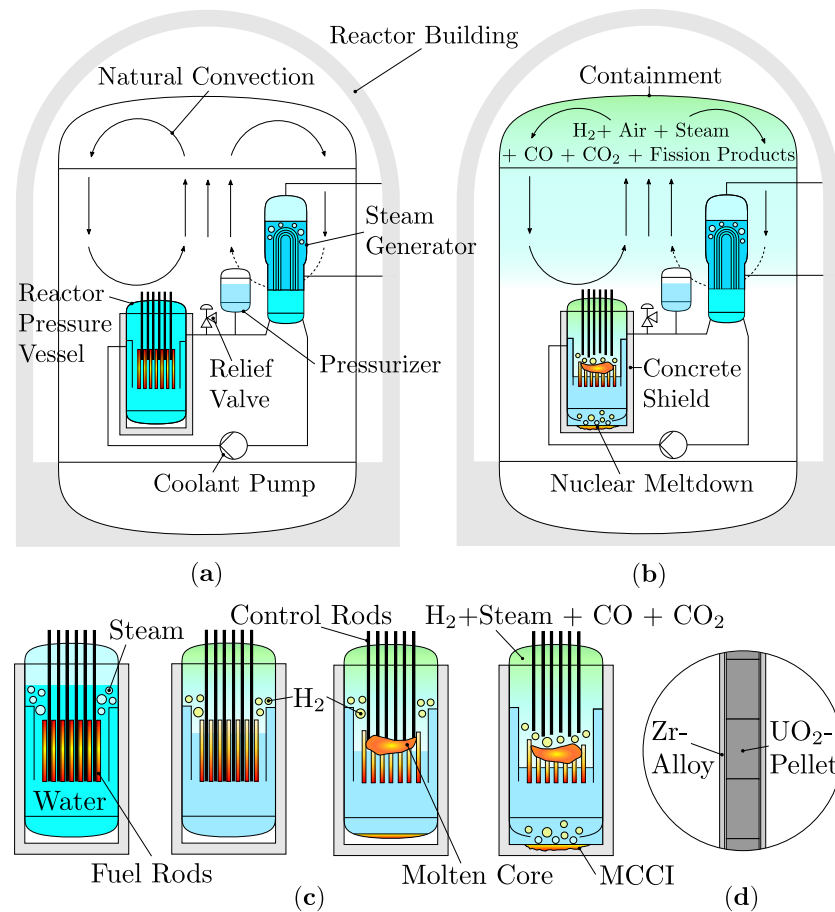 Reactor Building
Natural Convection
Steam
Generator
Reactor
Pressure
Vessel
Relief
Valve
Pressurizer
Coolant Pump
(a)
Containment
H₂+ Air + Steam
+ CO + CO₂ + Fission Products
Concrete
Shield
Nuclear Meltdown
(b)
Steam
Control Rods
H₂+Steam + CO + CO₂
H₂
Water
Fuel Rods
Molten Core
MCCI
(c)
Zr-
Alloy
UO₂-
Pellet
(d)